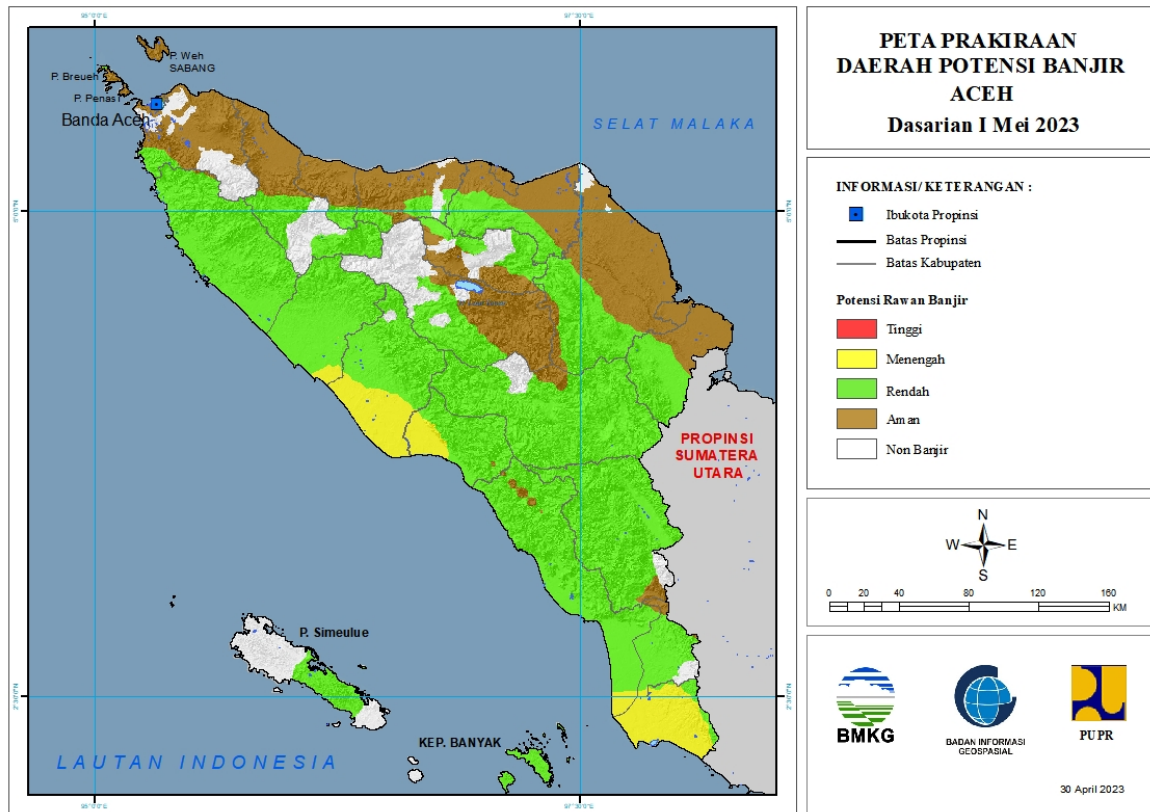 PETA PRAKIRAAN
DAERAH POTENSI BANJIR
ACEH
Dasarian I Mei 2023
INFORMASI/ KETERANGAN :
Ibukota Propinsi
Batas Propinsi
Batas Kabupaten
Potensi Rawan Banjir
Tinggi
Menengah
Rendah
Aman
Non Banjir
N
W E
S
0 20 40 80 120 160
KM
BMKG
BADAN INFORMASI
GEOSPASIAL
PUPR
30 April 2023
97°30'0"E
P. Weh
SABANG
P. Breueh
P. Penasi
Banda Aceh
SELAT MALAKA
PROPINSI
SUMATERA
UTARA
P. Simeulue
KEP. BANYAK
LAUTAN INDONESIA